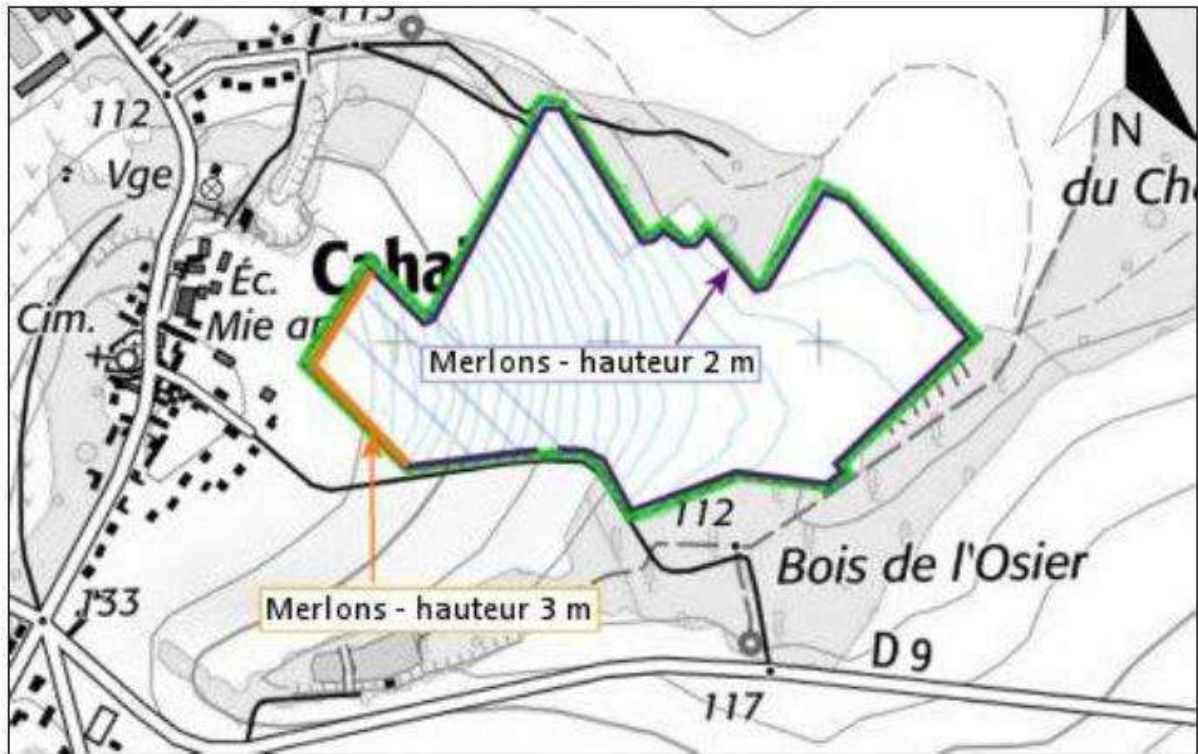 112
N
Vge
du Ch
Caha
Éc.
Cim.
Mie a
Merlons - hauteur 2 m
112
Bois de l'Osier
Merlons - hauteur 3 m
133
D 9
117